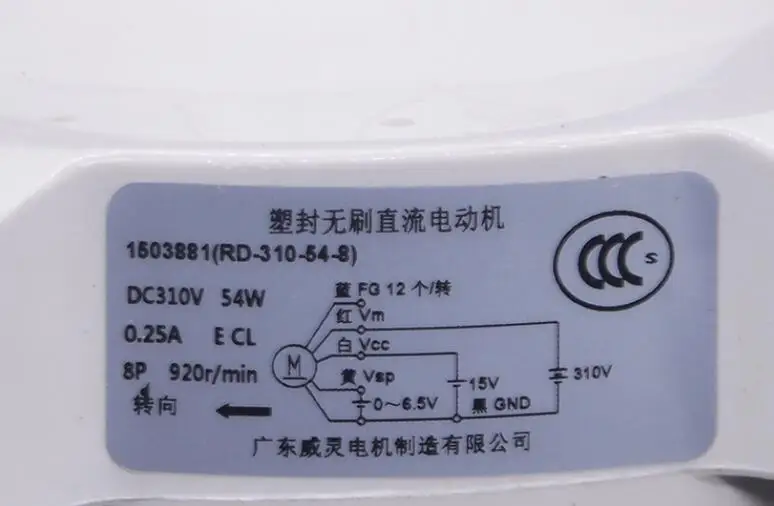 塑封无刷直流电动机
1503881(RD-310-54-8)
CCC S
DC310V 54W
0.25A E CL
8P 920r/min
转向
蓝 FG 12 个/转
红 Vm
白 Vcc
M
黄 Vsp
0～6.5V
15V
310V
黑 GND
广东威灵电机制造有限公司